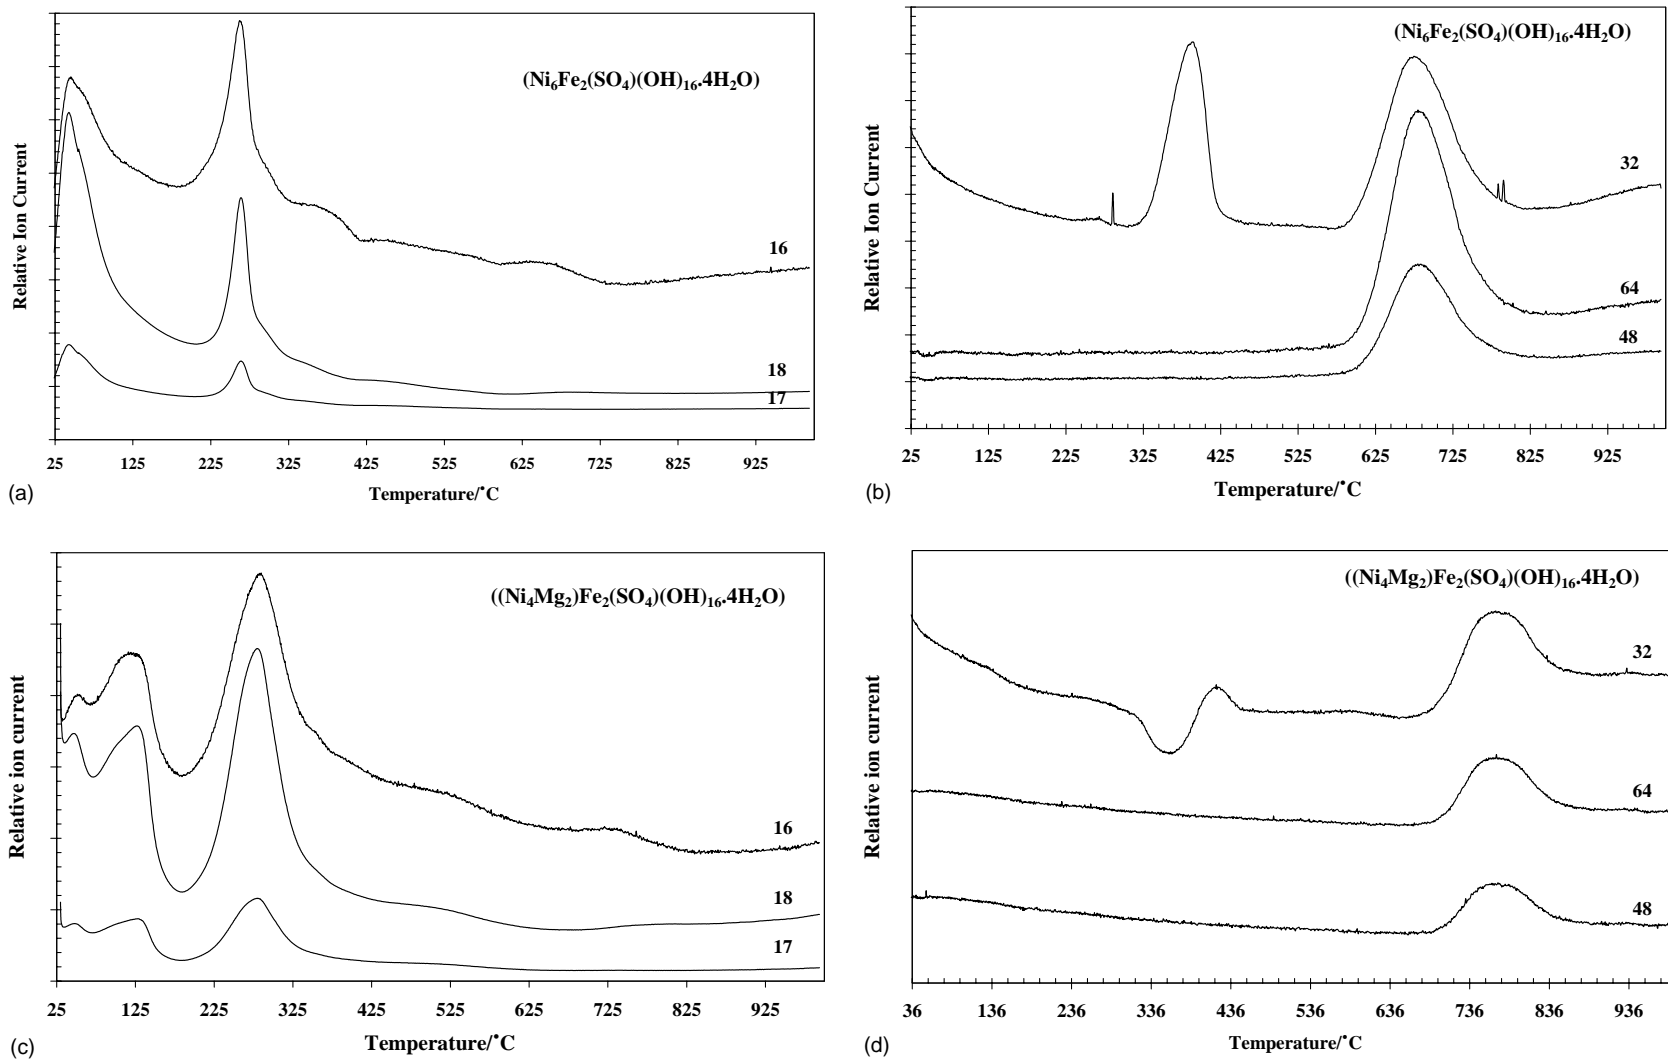 (Ni₆Fe₂(SO₄)(OH)₁₆.4H₂O)
Relative Ion Current
16
18
17
25 125 225 325 425 525 625 725 825 925
Temperature/•C
(a)
(Ni₆Fe₂(SO₄)(OH)₁₆.4H₂O)
Relative Ion Current
32
64
48
25 125 225 325 425 525 625 725 825 925
Temperature/•C
(b)
((Ni₄Mg₂)Fe₂(SO₄)(OH)₁₆.4H₂O)
Relative ion current
16
18
17
25 125 225 325 425 525 625 725 825 925
Temperature/•C
(c)
((Ni₄Mg₂)Fe₂(SO₄)(OH)₁₆.4H₂O)
Relative ion current
32
64
48
36 136 236 336 436 536 636 736 836 936
Temperature/•C
(d)